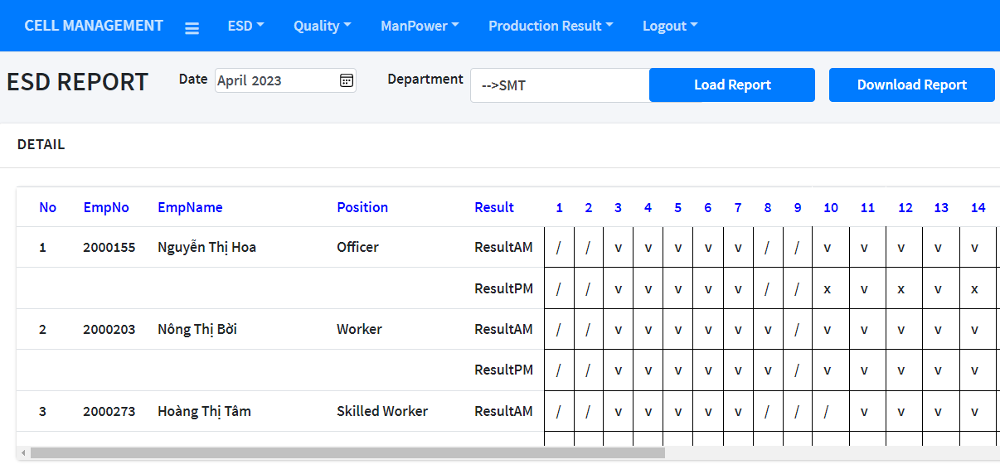 CELL MANAGEMENT ESD Quality ManPower Production Result Logout
ESD REPORT Date April 2023 Department -->SMT Load Report Download Report
DETAIL
No EmpNo EmpName Position Result 1 2 3 4 5 6 7 8 9 10 11 12 13 14
1 2000155 Nguyễn Thị Hoa Officer ResultAM / / v v v v v / / v v v v v
ResultPM / / v v v v v / / x v x v x
2 2000203 Nông Thị Bời Worker ResultAM / / v v v v v v / v v v v v
ResultPM / / v v v v v v / v v v v v
3 2000273 Hoàng Thị Tâm Skilled Worker ResultAM / / v v v v v / / / v v v v